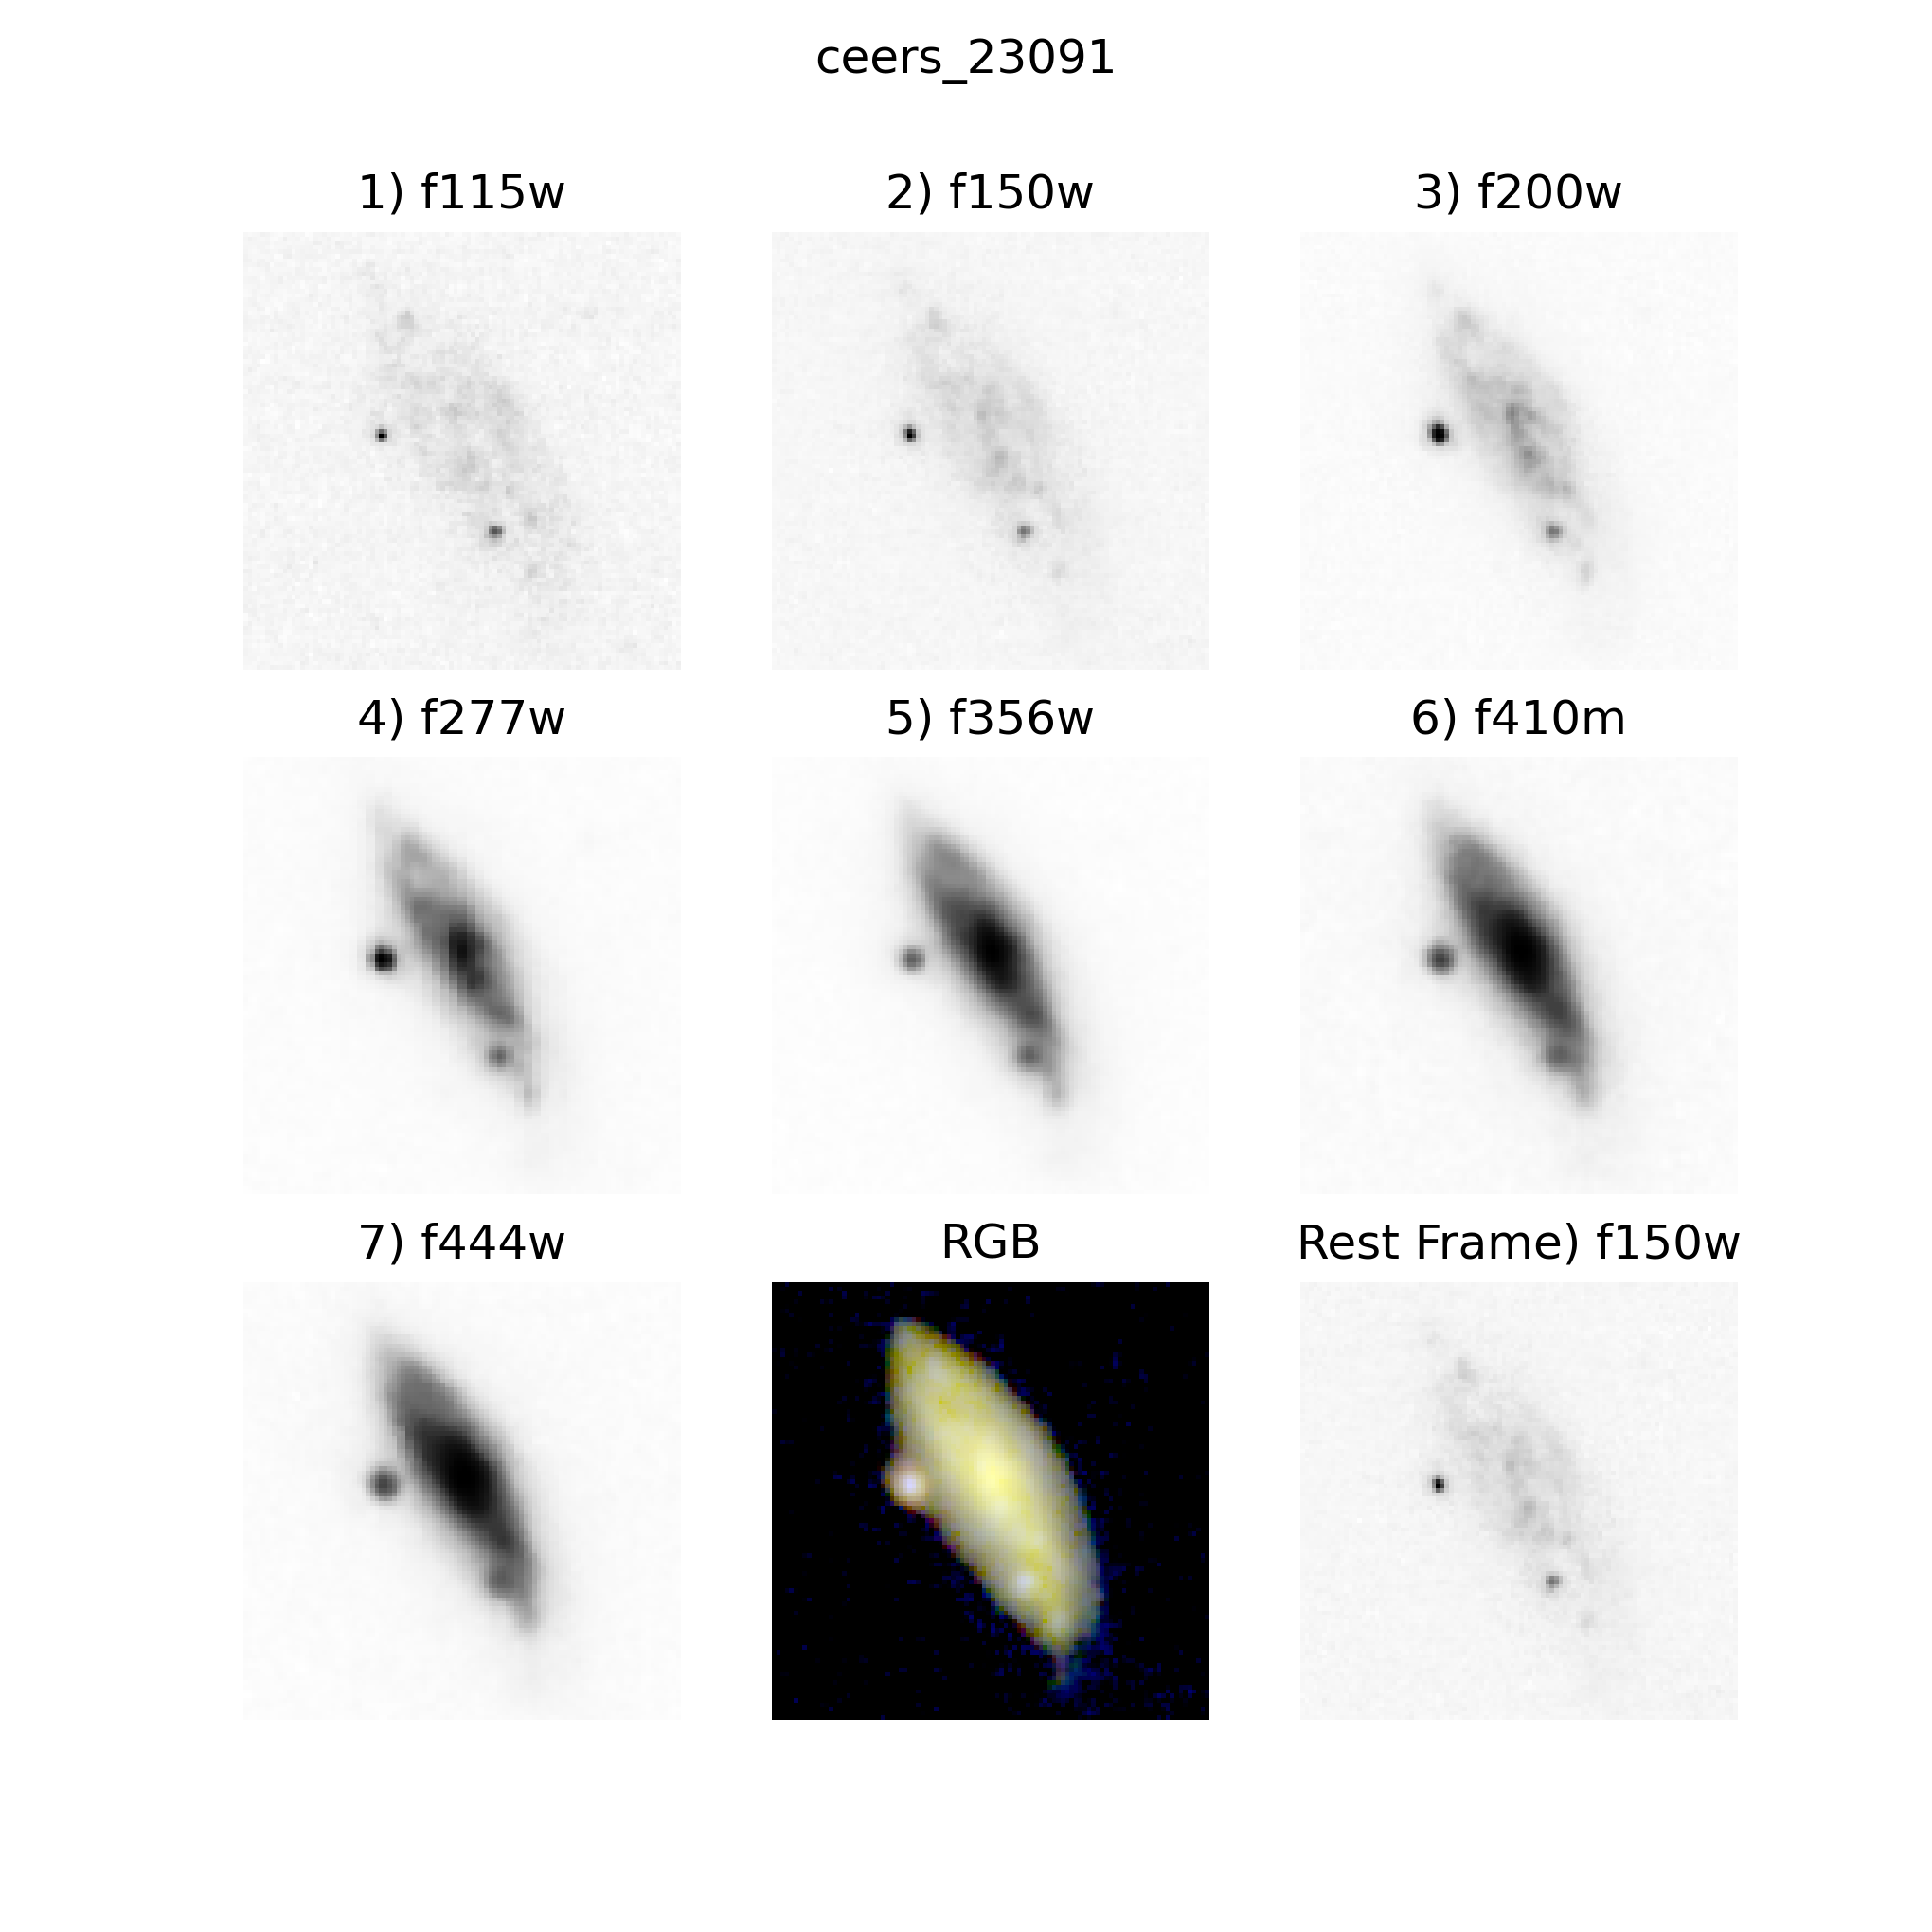 ceers_23091
1) f115w
2) f150w
3) f200w
4) f277w
5) f356w
6) f410m
7) f444w
RGB
Rest Frame) f150w